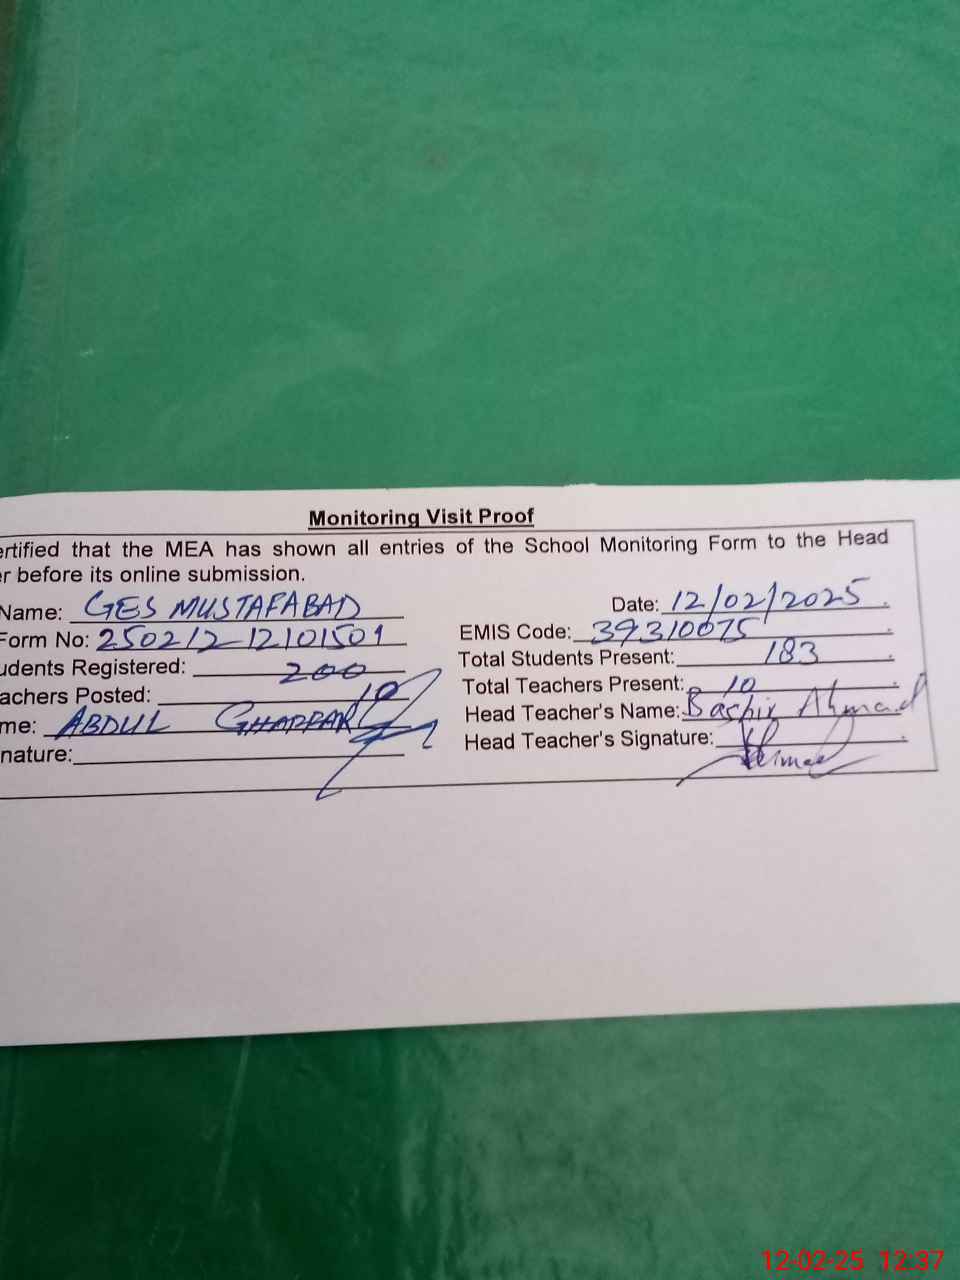 Monitoring Visit Proof
ertified that the MEA has shown all entries of the School Monitoring Form to the Head
r before its online submission.
Name: GES MUSTAFABAD Date: 12/02/2025.
Form No: 250212-12101501 EMIS Code: 39310075.
udents Registered: 200 Total Students Present: 183.
achers Posted: 10 Total Teachers Present: 10.
me: ABDUL GHAFFAR Head Teacher's Name: Bashir Ahmad
nature: Head Teacher's Signature:
12-02-25 12:37